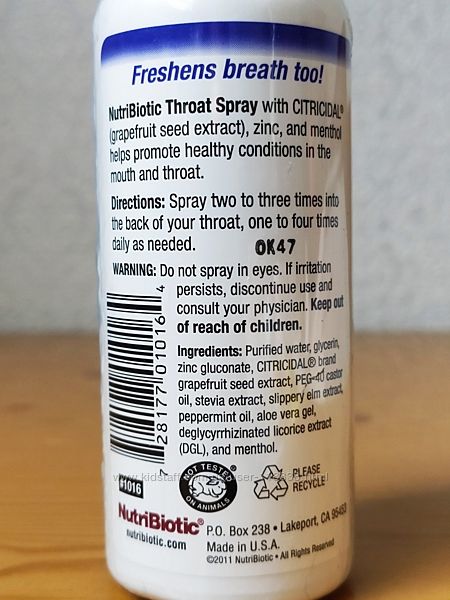 Freshens breath too!
NutriBiotic Throat Spray with CITRICIDAL®
(grapefruit seed extract), zinc, and menthol
helps promote healthy conditions in the
mouth and throat.
Directions: Spray two to three times into
the back of your throat, one to four times
daily as needed.
OK47
WARNING: Do not spray in eyes. If irritation
persists, discontinue use and
consult your physician. Keep out
of reach of children.
Ingredients: Purified water, glycerin,
zinc gluconate, CITRICIDAL® brand
grapefruit seed extract, PEG-40 castor
oil, stevia extract, slippery elm extract,
peppermint oil, aloe vera gel,
deglycyrrhizinated licorice extract
(DGL), and menthol.
7 28177 01016 4
01016
NOT TESTED
ON ANIMALS
PLEASE
RECYCLE
NutriBiotic®
nutribiotic.com
P.O. Box 238 • Lakeport, CA 95453
Made in U.S.A.
©2011 NutriBiotic • All Rights Reserved